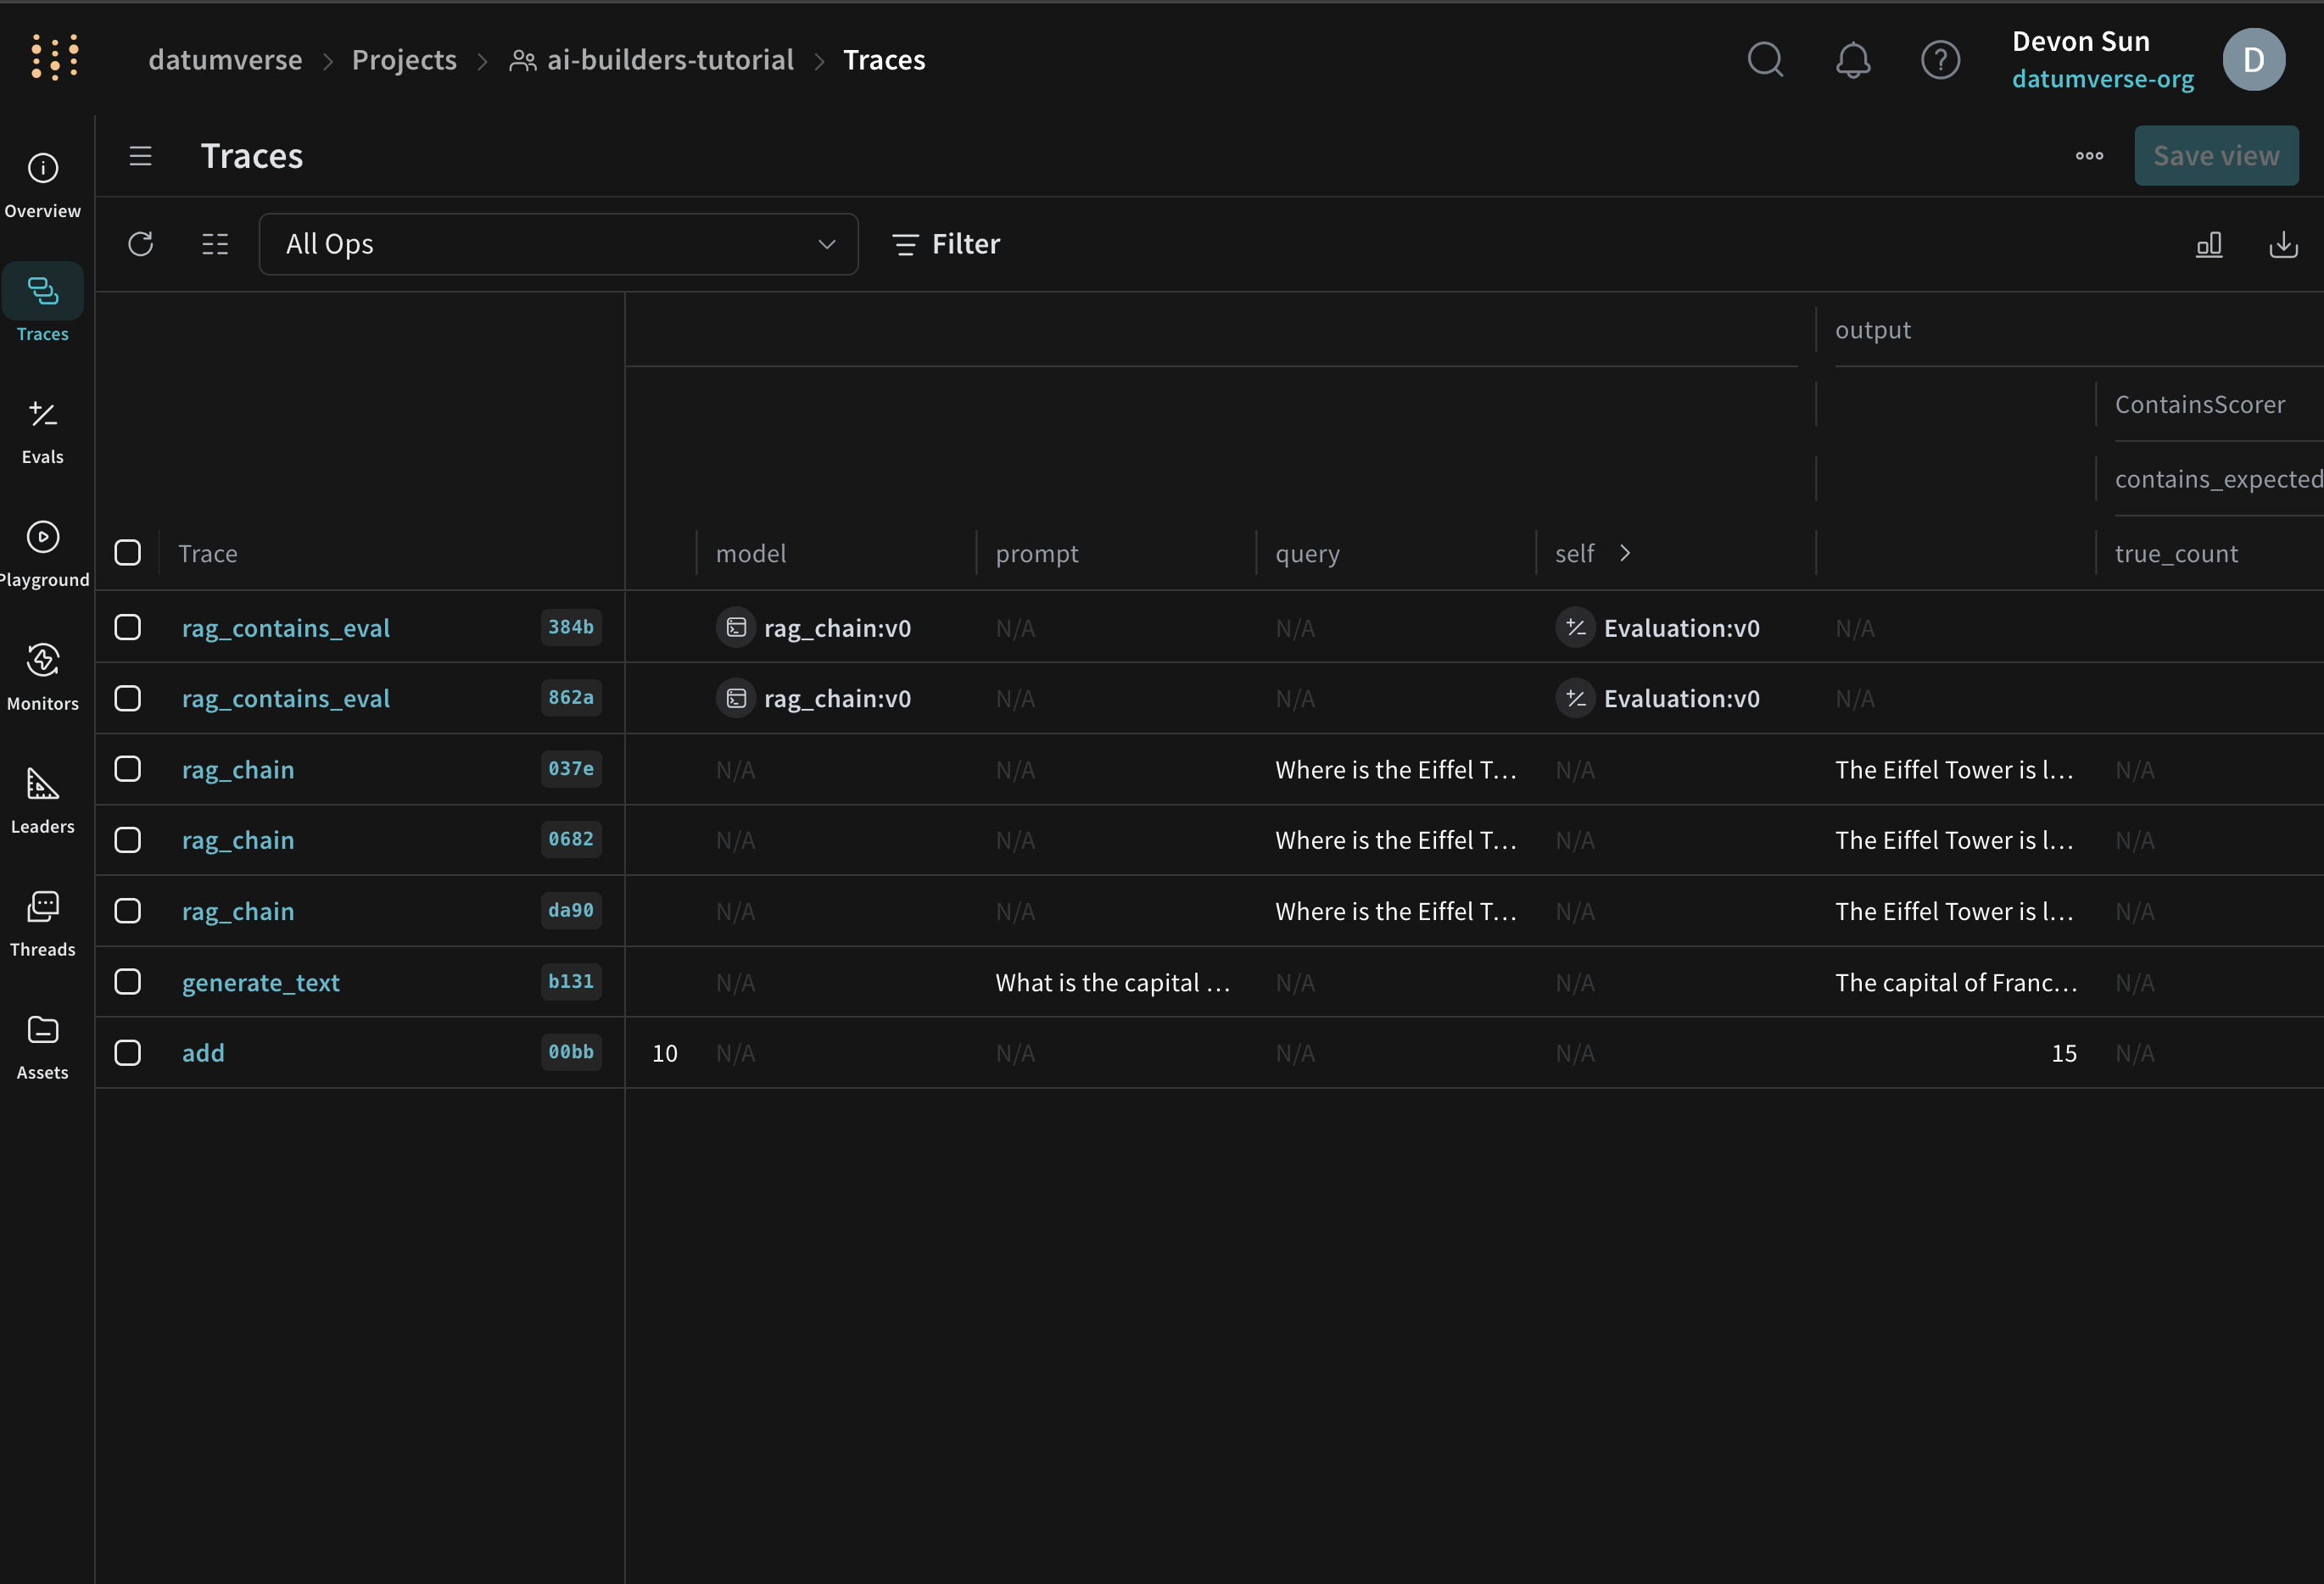 datumverse > Projects > ai-builders-tutorial > Traces
Devon Sun
datumverse-org
D
Traces
Save view
All Ops
Filter
Overview
Traces
Evals
Playground
Monitors
Leaders
Threads
Assets
output
ContainsScorer
contains_expected
Trace model prompt query self true_count
rag_contains_eval 384b rag_chain:v0 N/A N/A Evaluation:v0 N/A
rag_contains_eval 862a rag_chain:v0 N/A N/A Evaluation:v0 N/A
rag_chain 037e N/A N/A Where is the Eiffel T... N/A The Eiffel Tower is l... N/A
rag_chain 0682 N/A N/A Where is the Eiffel T... N/A The Eiffel Tower is l... N/A
rag_chain da90 N/A N/A Where is the Eiffel T... N/A The Eiffel Tower is l... N/A
generate_text b131 N/A What is the capital ... N/A N/A The capital of Franc... N/A
add 00bb 10 N/A N/A N/A N/A 15 N/A